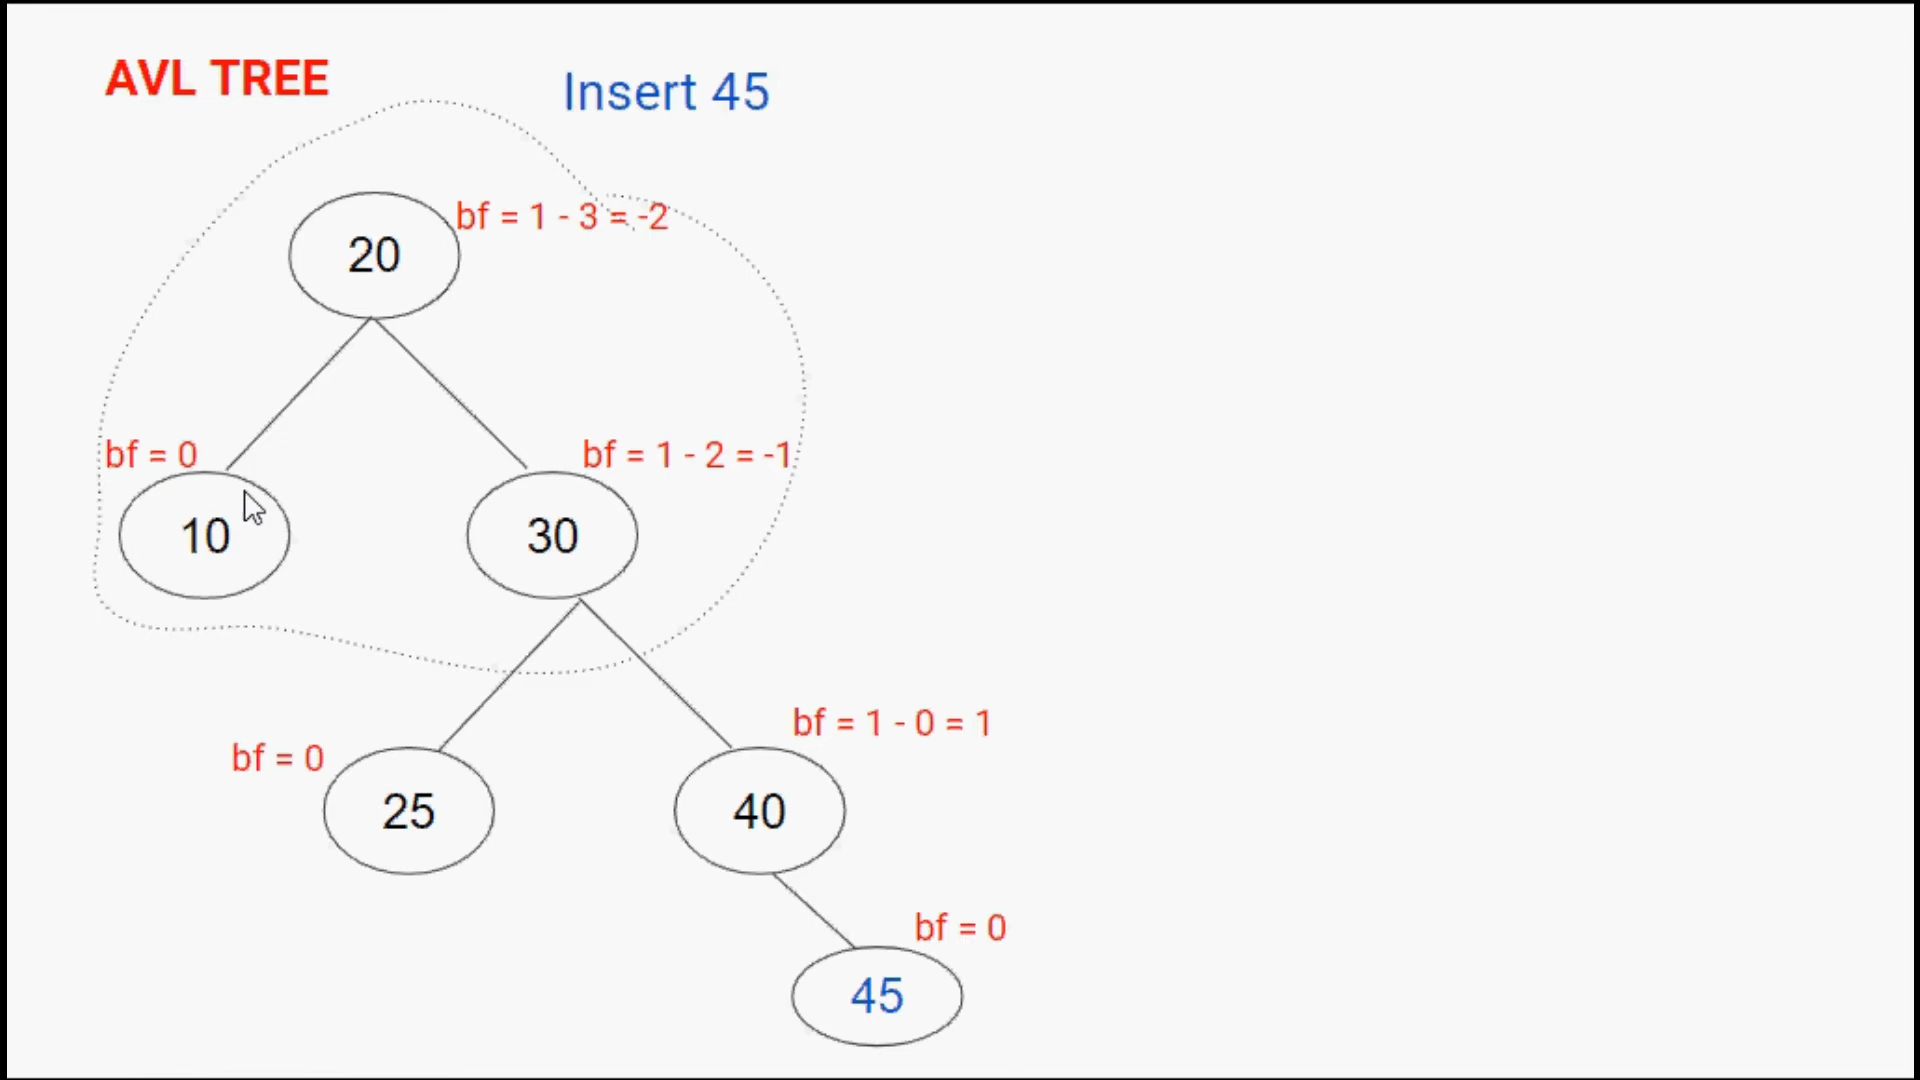 AVL TREE
Insert 45
bf = 1 - 3 = -2
20
bf = 0
bf = 1 - 2 = -1
10
30
bf = 1 - 0 = 1
bf = 0
25
40
bf = 0
45